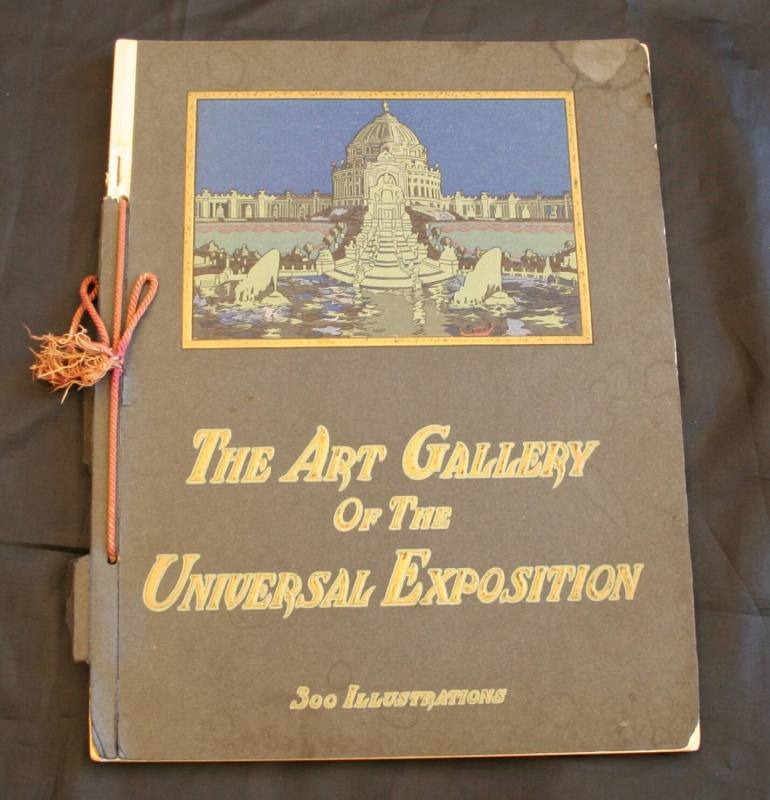 The Art Gallery
Of The
Universal Exposition
300 Illustrations